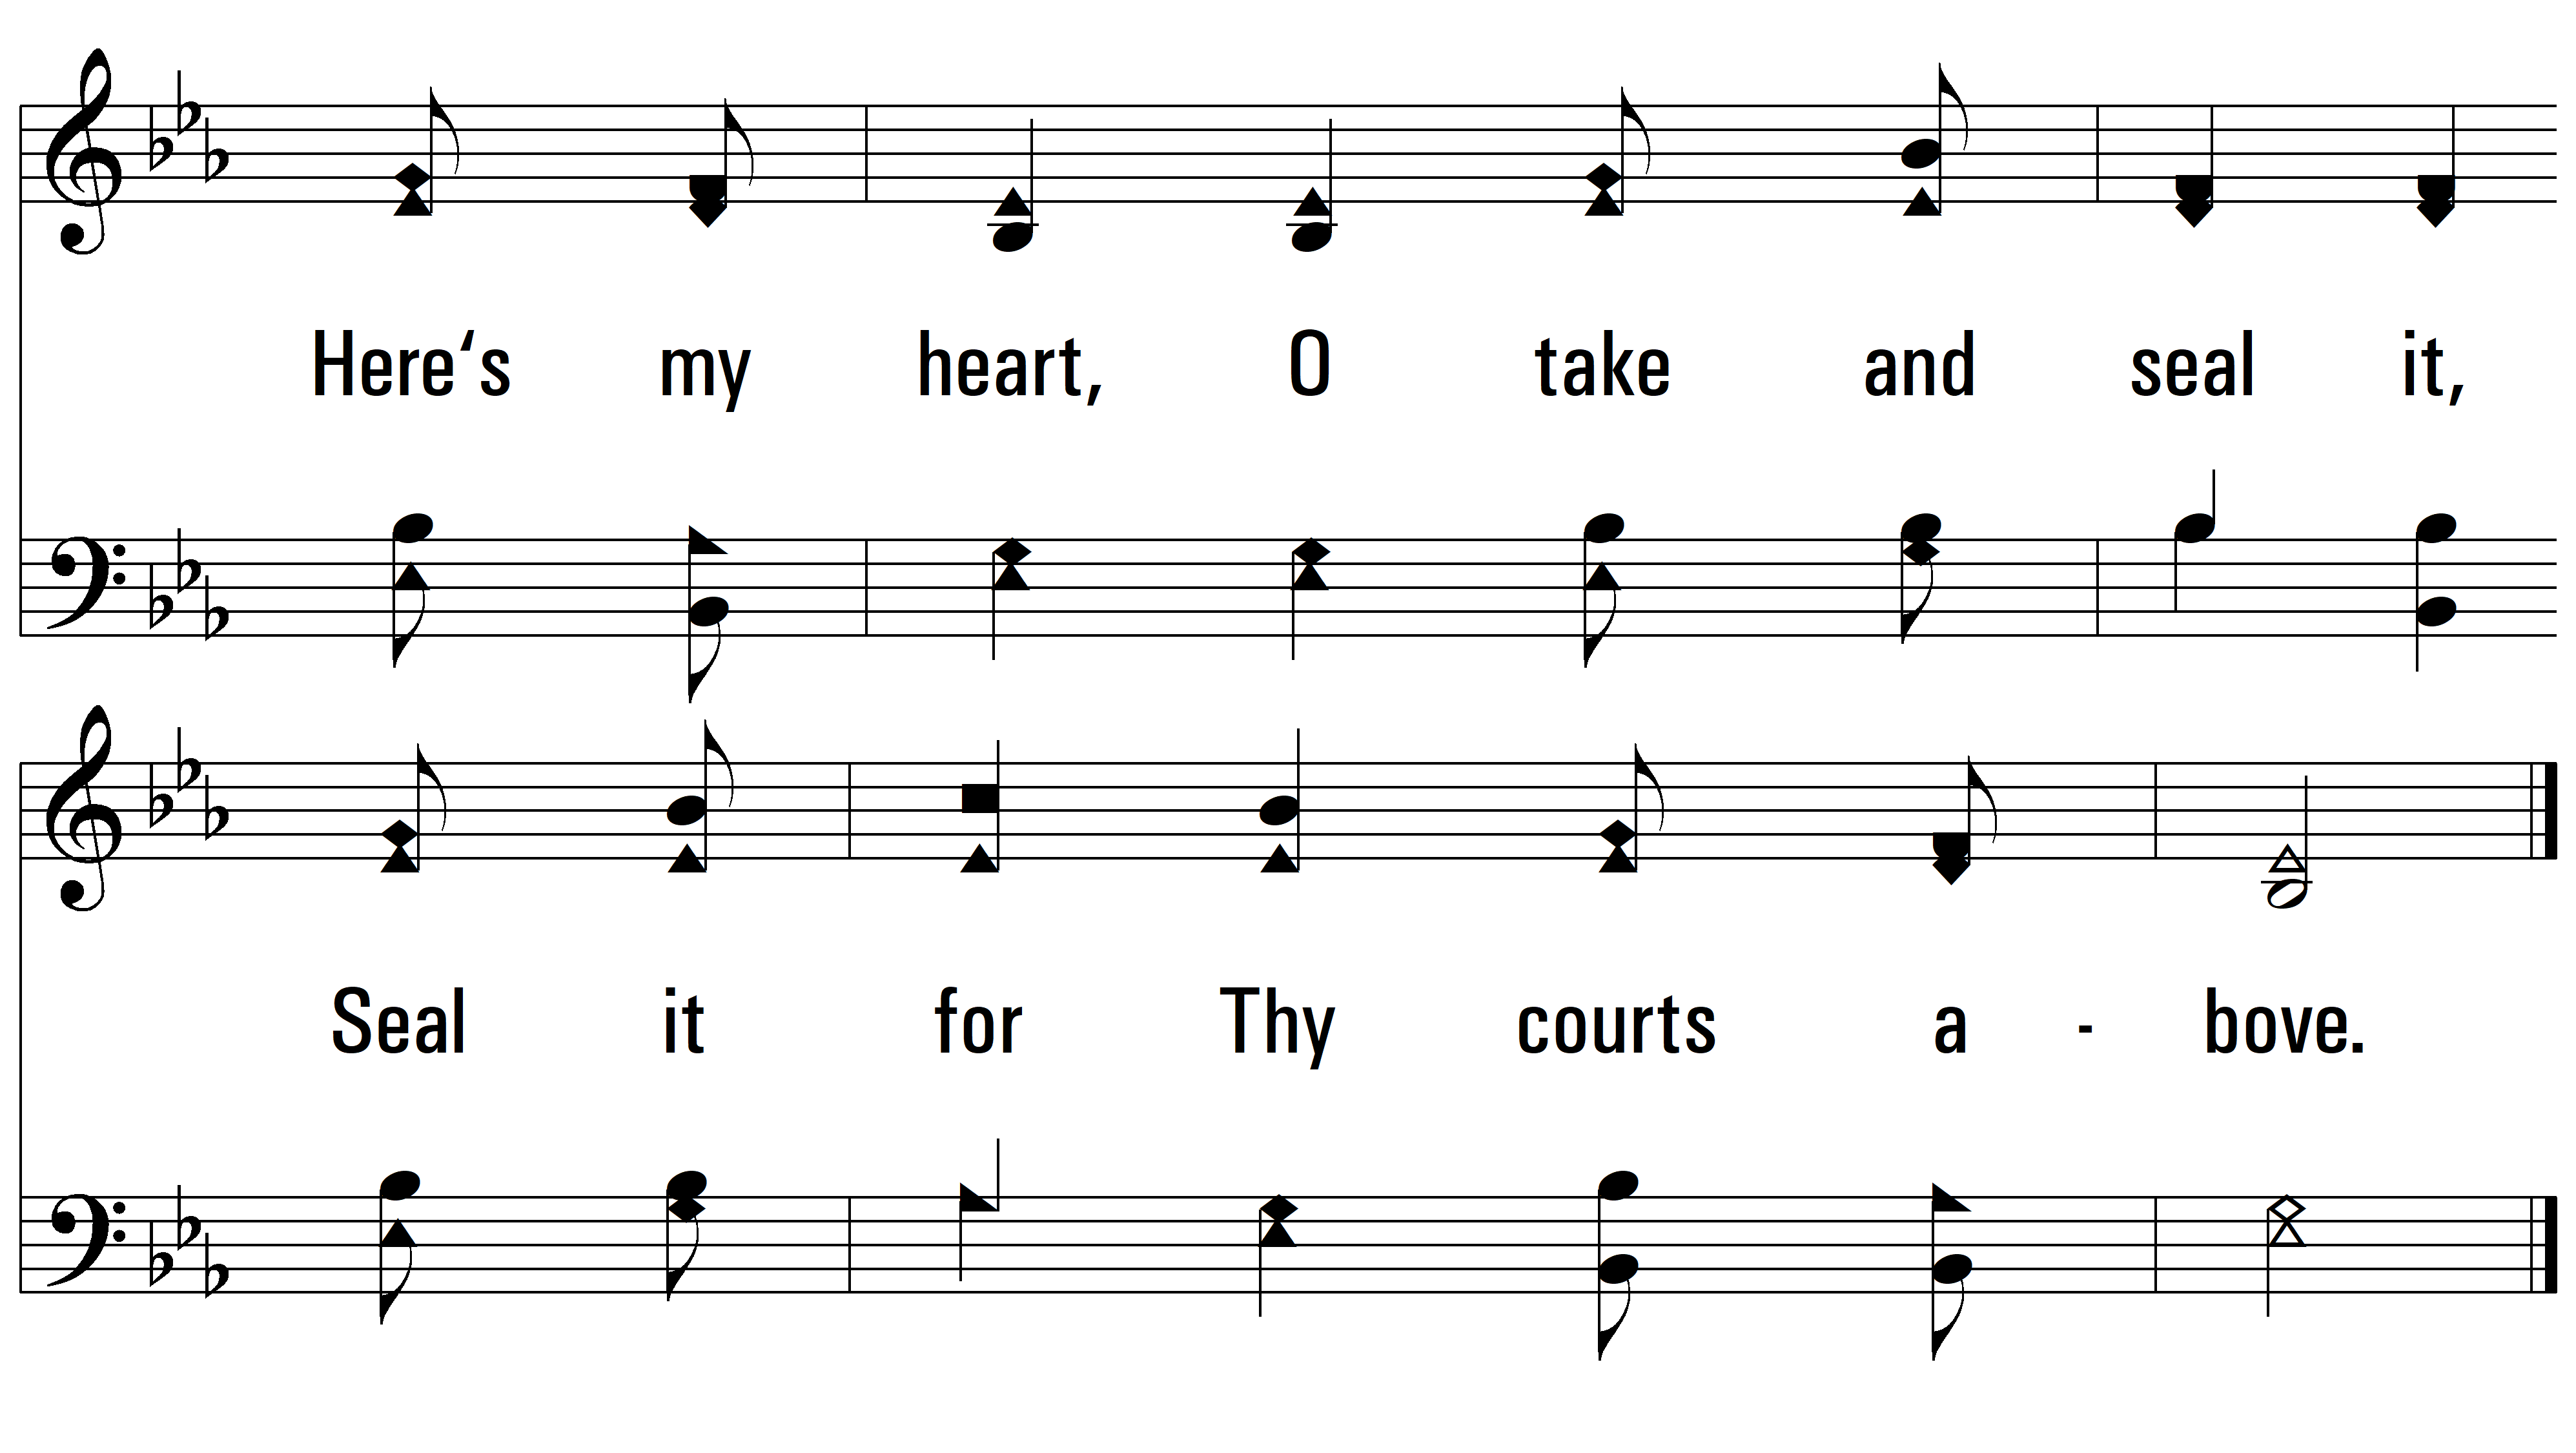 Here‘s my heart, O take and seal it,
Seal it for Thy courts a - bove.